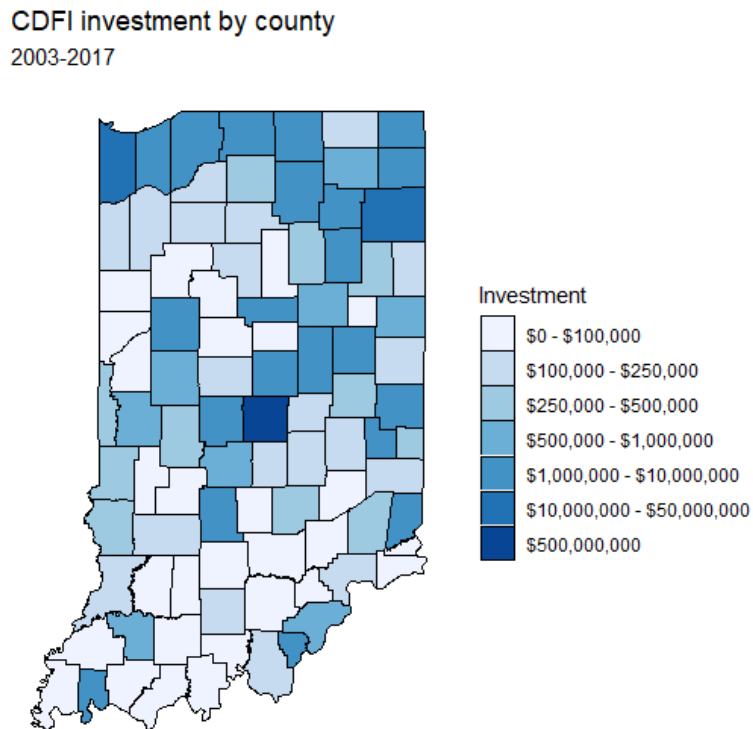 CDFI investment by county
2003-2017
Investment
$0 - $100,000
$100,000 - $250,000
$250,000 - $500,000
$500,000 - $1,000,000
$1,000,000 - $10,000,000
$10,000,000 - $50,000,000
$500,000,000